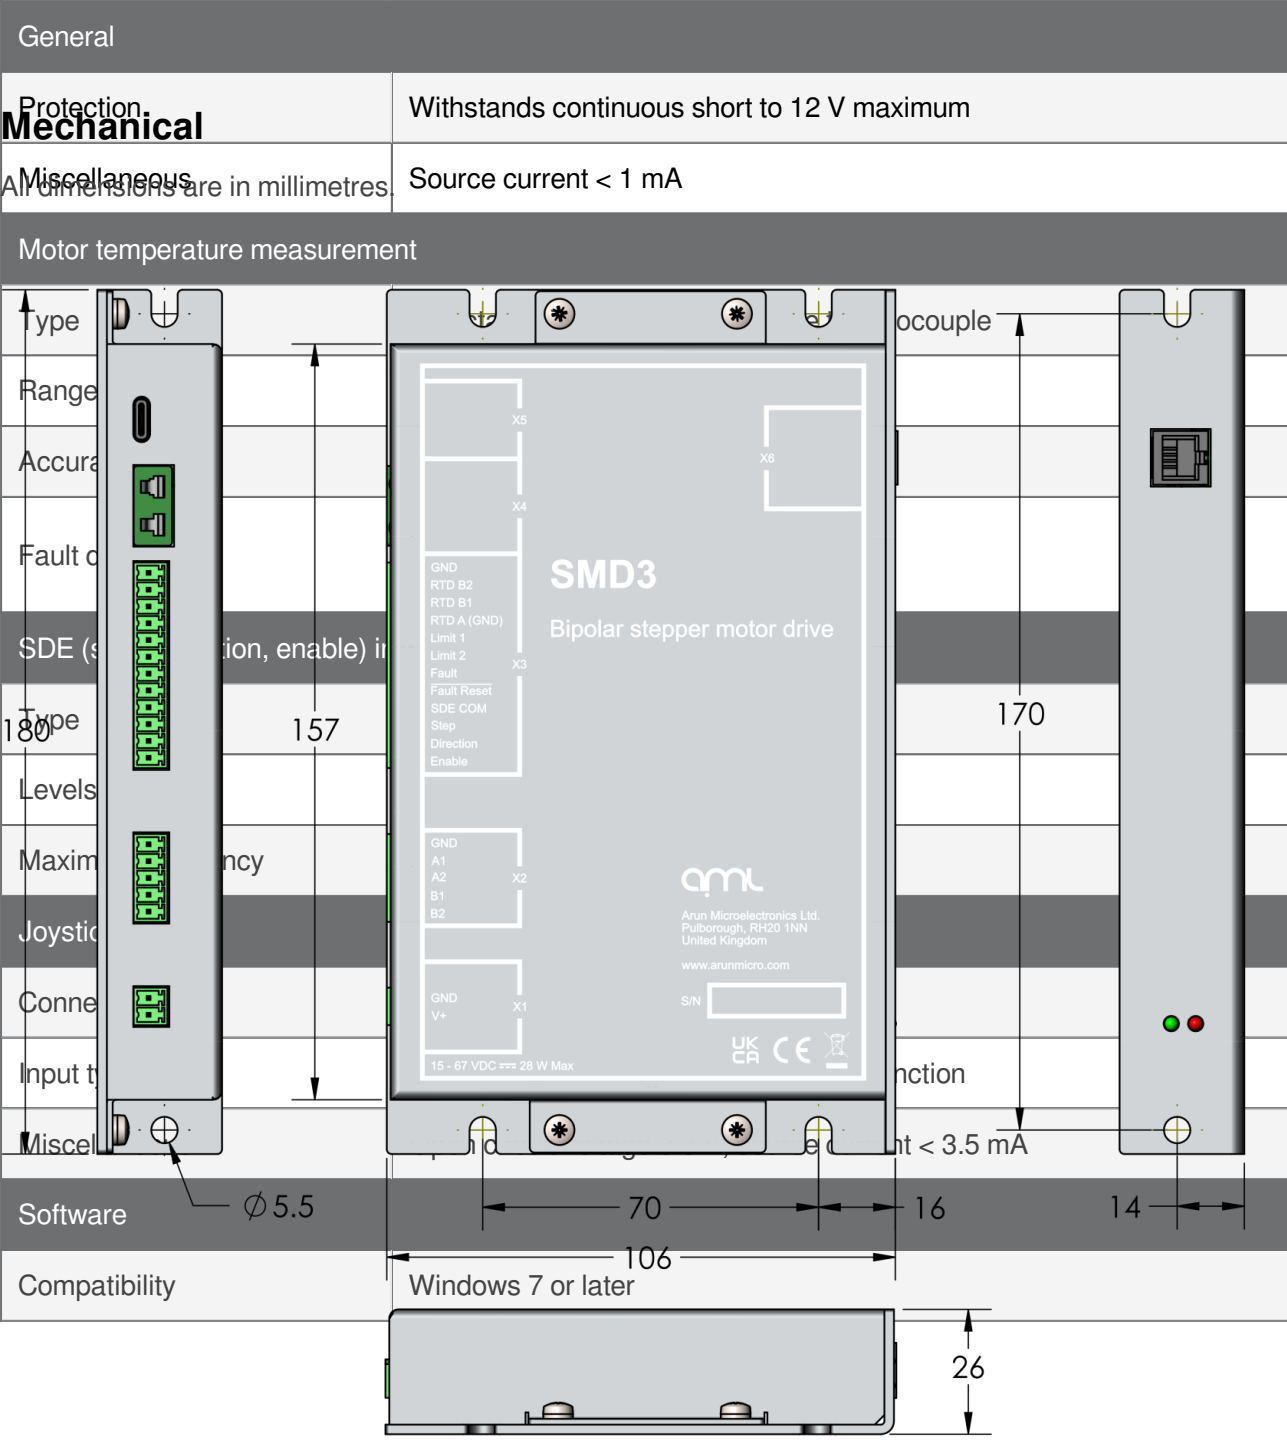 General
Protection
Withstands continuous short to 12 V maximum
Mechanical
Miscellaneous
Source current < 1 mA
All dimensions are in millimetres.
Motor temperature measurement
Type
ocouple
Range
X5
X6
X4
SMD3
Bipolar stepper motor drive
GND
RTD B2
RTD B1
RTD A (GND)
Limit 1
Limit 2
Fault
Fault Reset
SDE COM
Step
Direction
Enable
X3
SDE (s
tion, enable) i
Type
180
157
170
Levels
Maxim
ncy
GND
A1
A2
B1
B2
X2
aml
Arun Microelectronics Ltd.
Pulborough, RH20 1NN
United Kingdom
www.arunmicro.com
S/N
GND
V+
X1
UK
CA
CE
15 - 67 VDC 28 W Max
Input t
nction
Miscel
nt < 3.5 mA
Software
Ø5.5
70
16
14
106
Compatibility
Windows 7 or later
26